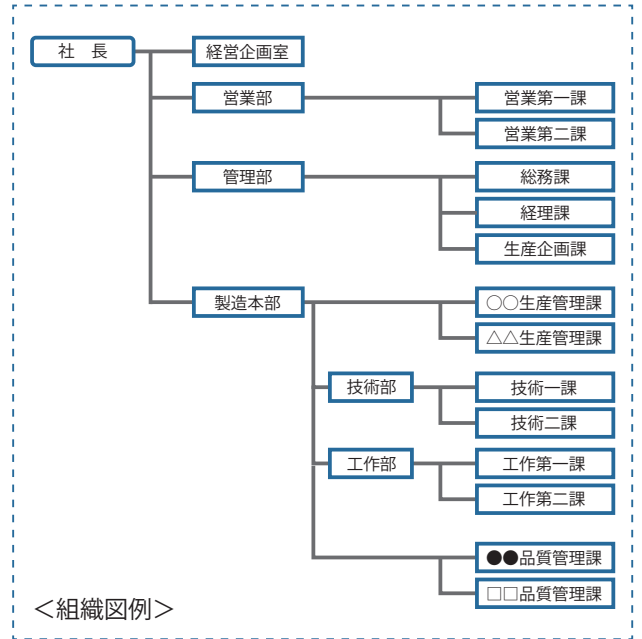 社 長
経営企画室
営業部
営業第一課
営業第二課
管理部
総務課
経理課
生産企画課
製造本部
○○生産管理課
△△生産管理課
技術部
技術一課
技術二課
工作部
工作第一課
工作第二課
●●品質管理課
□□品質管理課
＜組織図例＞